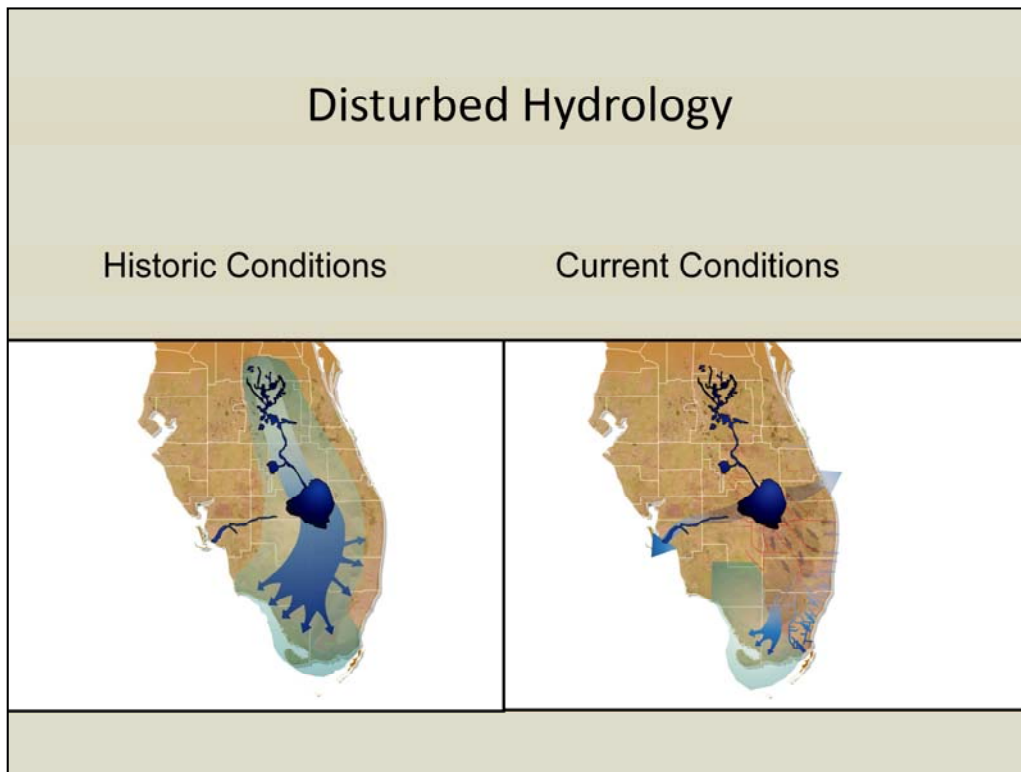 Disturbed Hydrology
Historic Conditions
Current Conditions